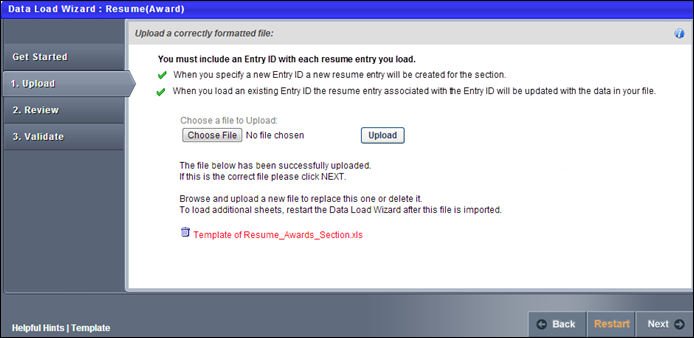 Data Load Wizard : Resume(Award)
Upload a correctly formatted file:
Get Started
1. Upload
2. Review
3. Validate
You must include an Entry ID with each resume entry you load.
When you specify a new Entry ID a new resume entry will be created for the section.
When you load an existing Entry ID the resume entry associated with the Entry ID will be updated with the data in your file.
Choose a file to Upload:
Choose File No file chosen Upload
The file below has been successfully uploaded.
If this is the correct file please click NEXT.
Browse and upload a new file to replace this one or delete it.
To load additional sheets, restart the Data Load Wizard after this file is imported.
Template of Resume_Awards_Section.xls
Helpful Hints | Template
Back Restart Next